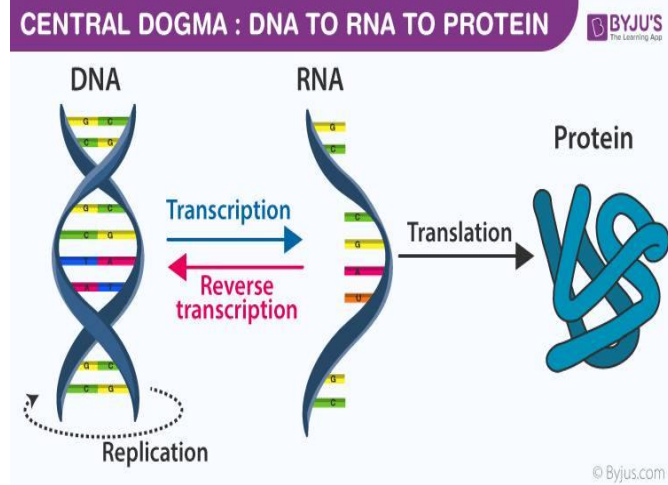 CENTRAL DOGMA : DNA TO RNA TO PROTEIN
BYJU'S
The Learning App
DNA
RNA
Protein
G C
C G
G C
C G
T A
A T
G C
C G
G
C
C
G
A
U
G
C
Transcription
Reverse
transcription
Translation
Replication
© Byjus.com